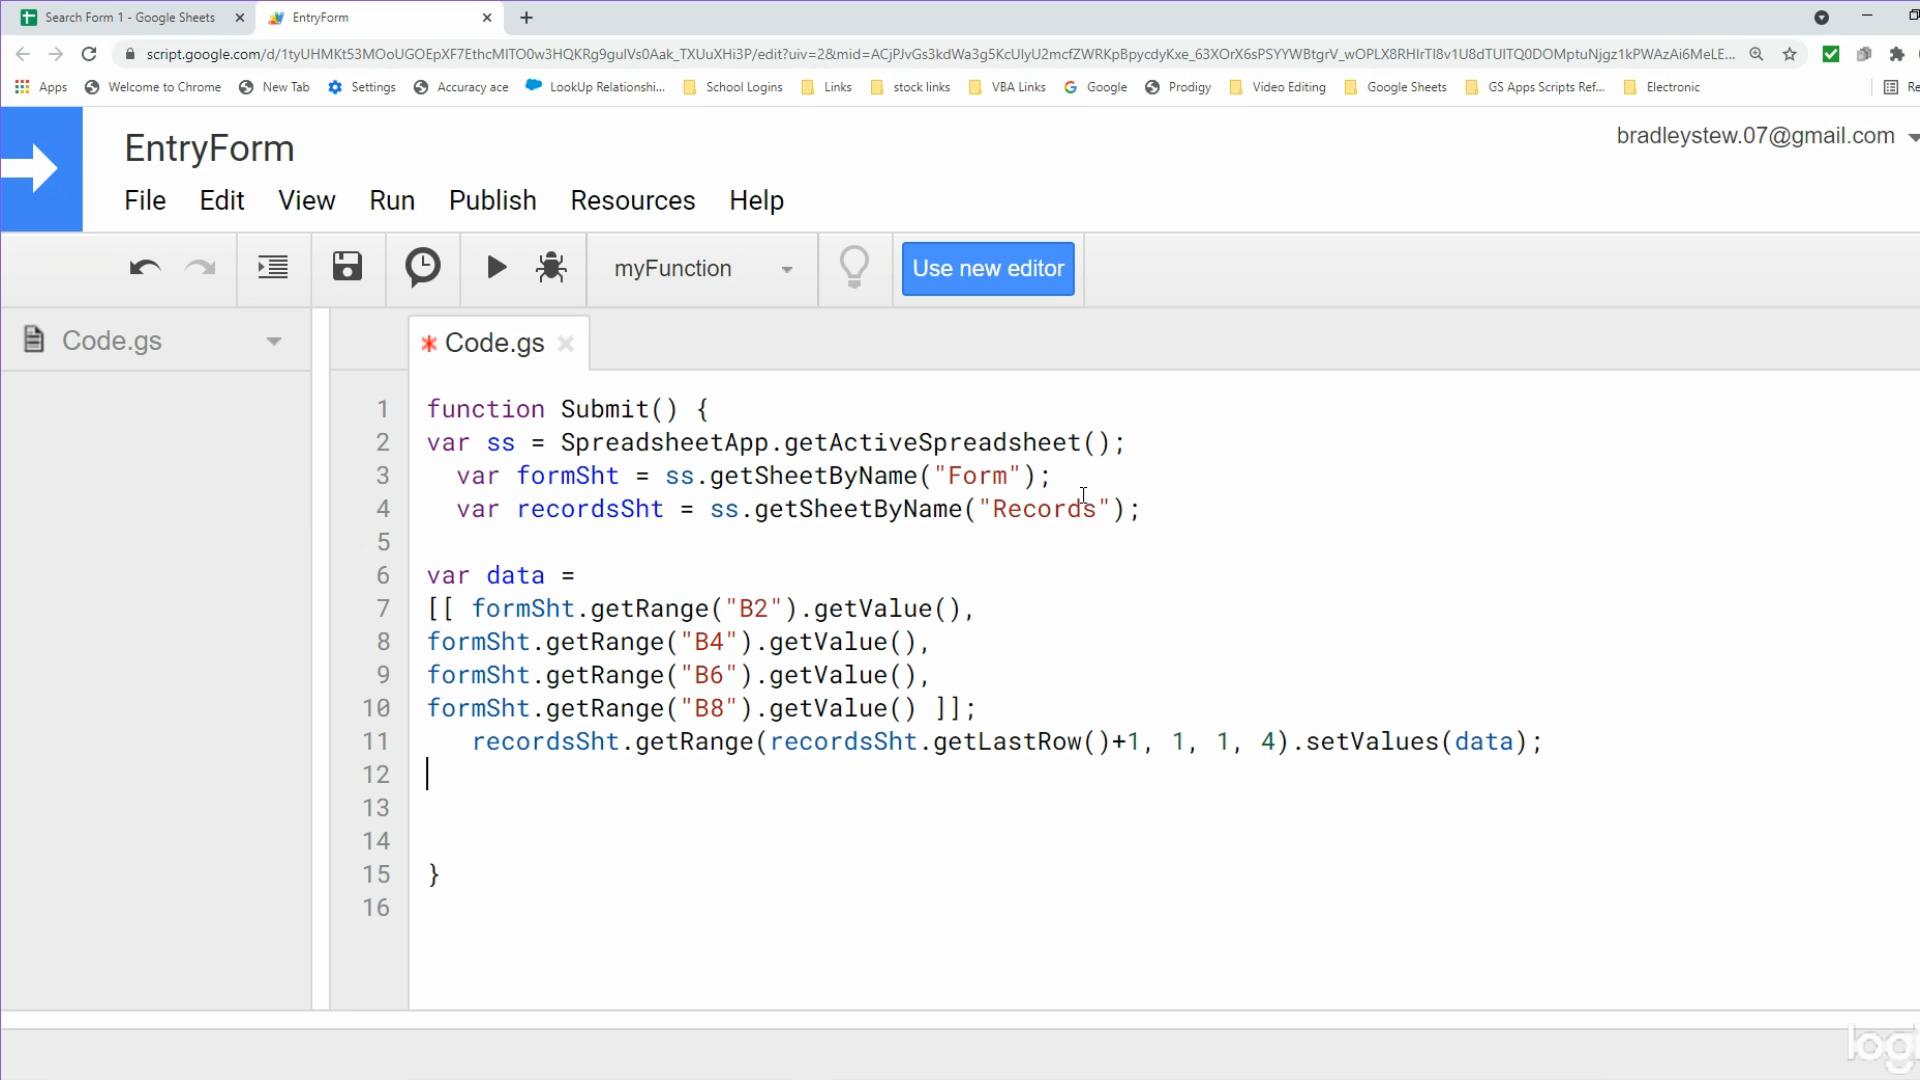 Search Form 1 - Google Sheets
EntryForm
script.google.com/d/1tyUHMKt53MOoUGOEpXF7EthcMITO0w3HQKRg9gulVs0Aak_TXUuXHi3P/edit?uiv=2&mid=ACjPJvGs3kdWa3g5KcUlyU2mcfZWRKpBpycdyKxe_63XOrX6sPSYYWBtgrV_wOPLX8RHIrTI8v1U8dTUITQ0DOMptuNjgz1kPWAzAi6MeLE...
Apps Welcome to Chrome New Tab Settings Accuracy ace LookUp Relationshi... School Logins Links stock links VBA Links Google Prodigy Video Editing Google Sheets GS Apps Scripts Ref... Electronic Re
EntryForm
bradleystew.07@gmail.com
File Edit View Run Publish Resources Help
myFunction
Use new editor
Code.gs
* Code.gs
1 function Submit() {
2 var ss = SpreadsheetApp.getActiveSpreadsheet();
3 var formSht = ss.getSheetByName("Form");
4 var recordsSht = ss.getSheetByName("Records");
5
6 var data =
7 [[ formSht.getRange("B2").getValue(),
8 formSht.getRange("B4").getValue(),
9 formSht.getRange("B6").getValue(),
10 formSht.getRange("B8").getValue() ]];
11 recordsSht.getRange(recordsSht.getLastRow()+1, 1, 1, 4).setValues(data);
12
13
14
15 }
16
log